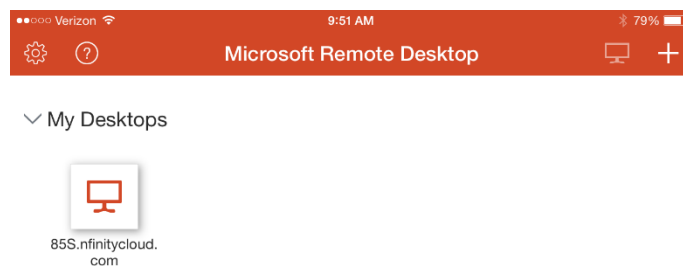 Verizon 9:51 AM 79%
? Microsoft Remote Desktop +
My Desktops
85S.nfinitycloud.
com